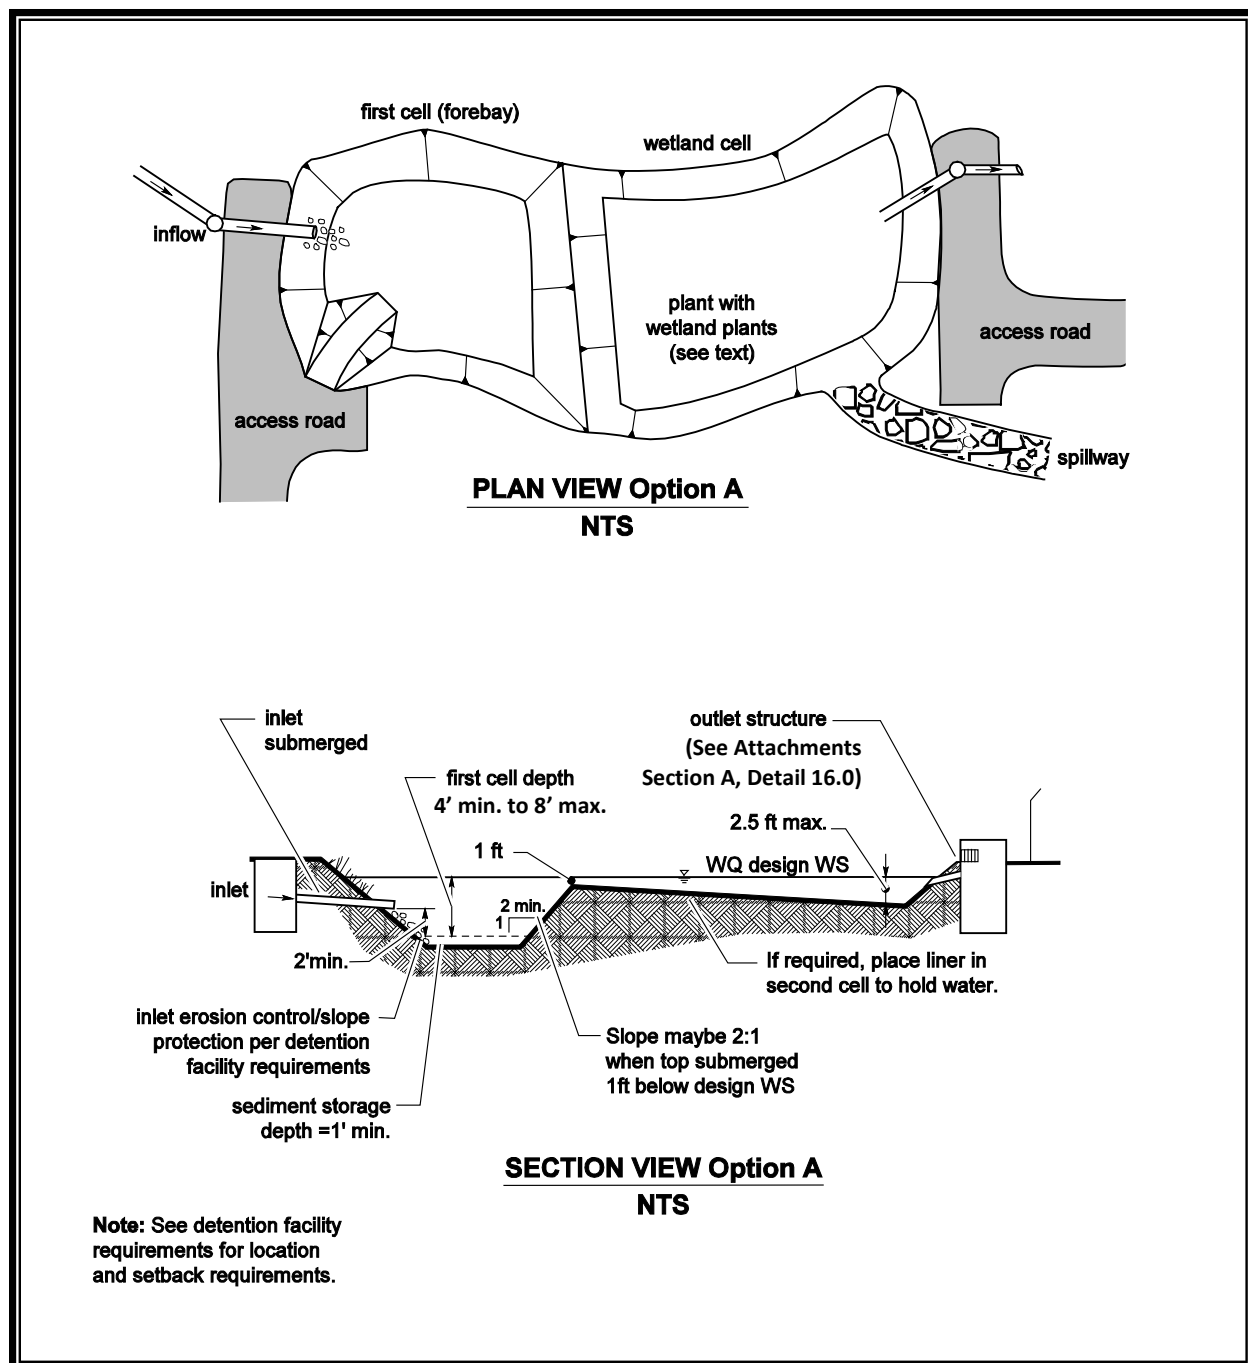 first cell (forebay)
wetland cell
inflow
plant with
wetland plants
(see text)
access road
access road
spillway
PLAN VIEW Option A
NTS
inlet
submerged
outlet structure
(See Attachments
Section A, Detail 16.0)
first cell depth
4’ min. to 8’ max.
2.5 ft max.
1 ft
WQ design WS
inlet
2 min.
1
2'min.
If required, place liner in
second cell to hold water.
inlet erosion control/slope
protection per detention
facility requirements
Slope maybe 2:1
when top submerged
1ft below design WS
sediment storage
depth =1' min.
SECTION VIEW Option A
NTS
Note: See detention facility
requirements for location
and setback requirements.